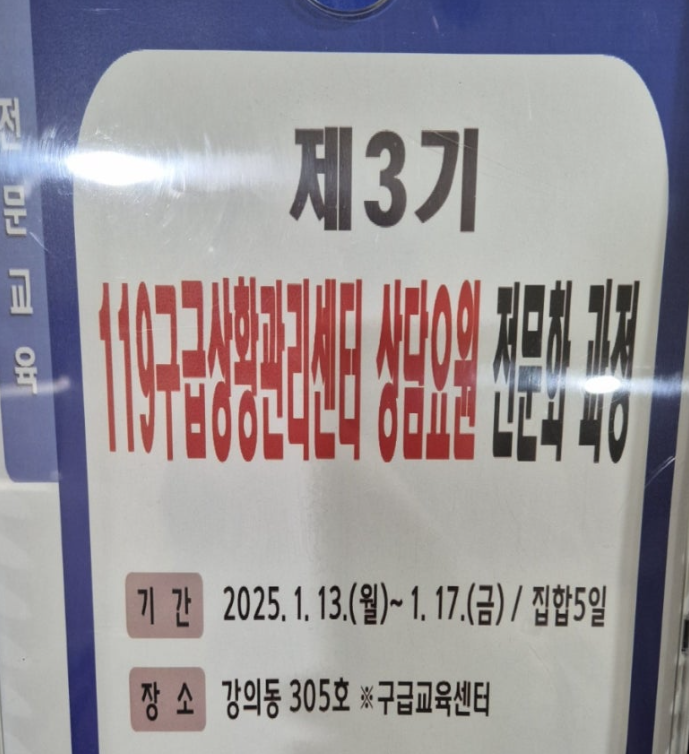 전문교육
제3기
119구급상황관리센터 상담요원 전문화 과정
기 간 2025. 1. 13.(월)~ 1. 17.(금) / 집합5일
장 소 강의동 305호 ※구급교육센터